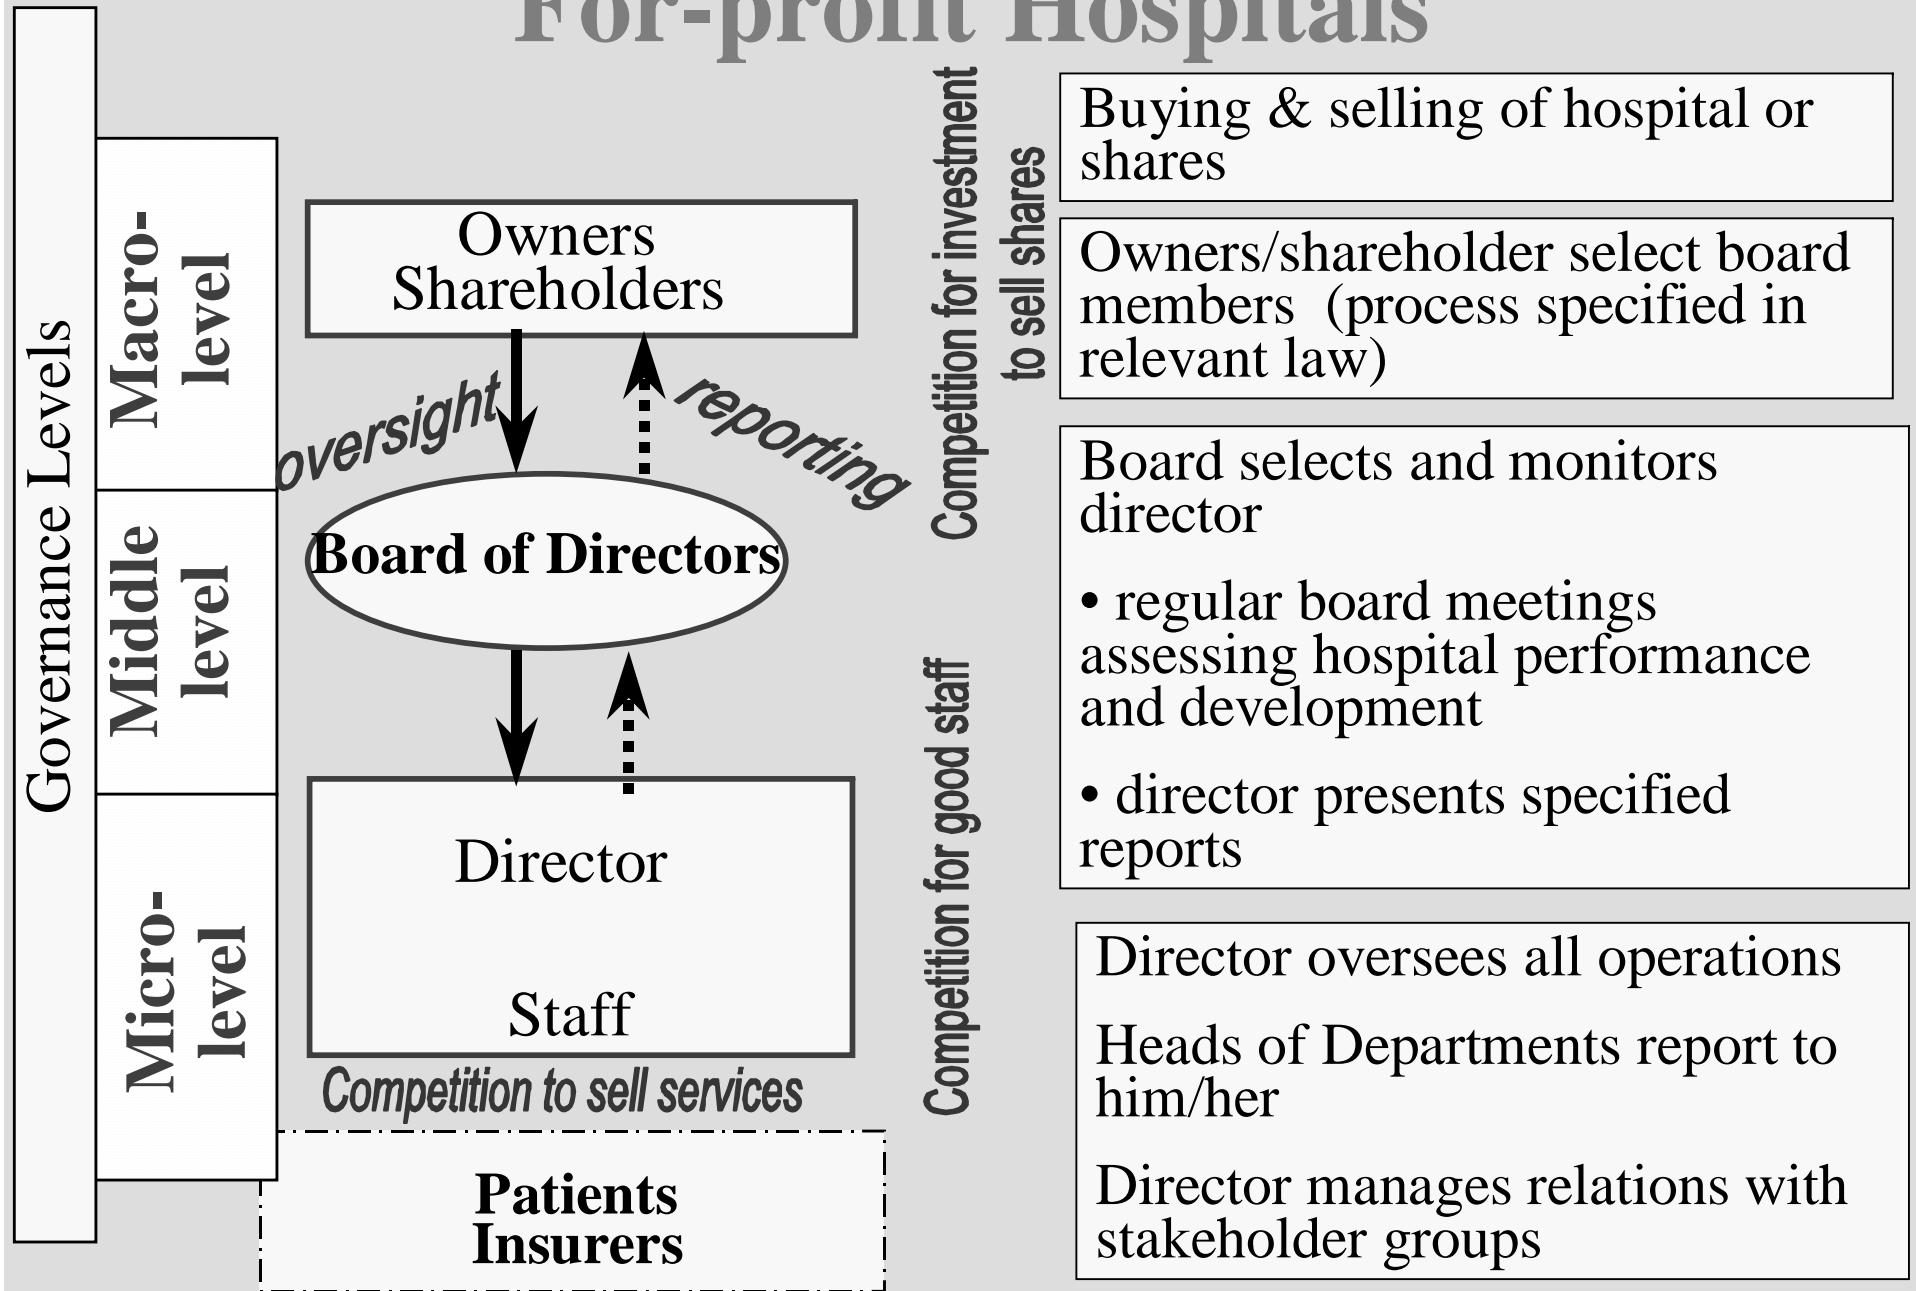 For-profit Hospitals
Governance Levels
Macro-
level
Middle
level
Micro-
level
Owners
Shareholders
oversight
reporting
Board of Directors
Director
Staff
Competition to sell services
Patients
Insurers
Competition for investment
to sell shares
Competition for good staff
Buying & selling of hospital or
shares
Owners/shareholder select board
members (process specified in
relevant law)
Board selects and monitors
director
• regular board meetings
assessing hospital performance
and development
• director presents specified
reports
Director oversees all operations
Heads of Departments report to
him/her
Director manages relations with
stakeholder groups